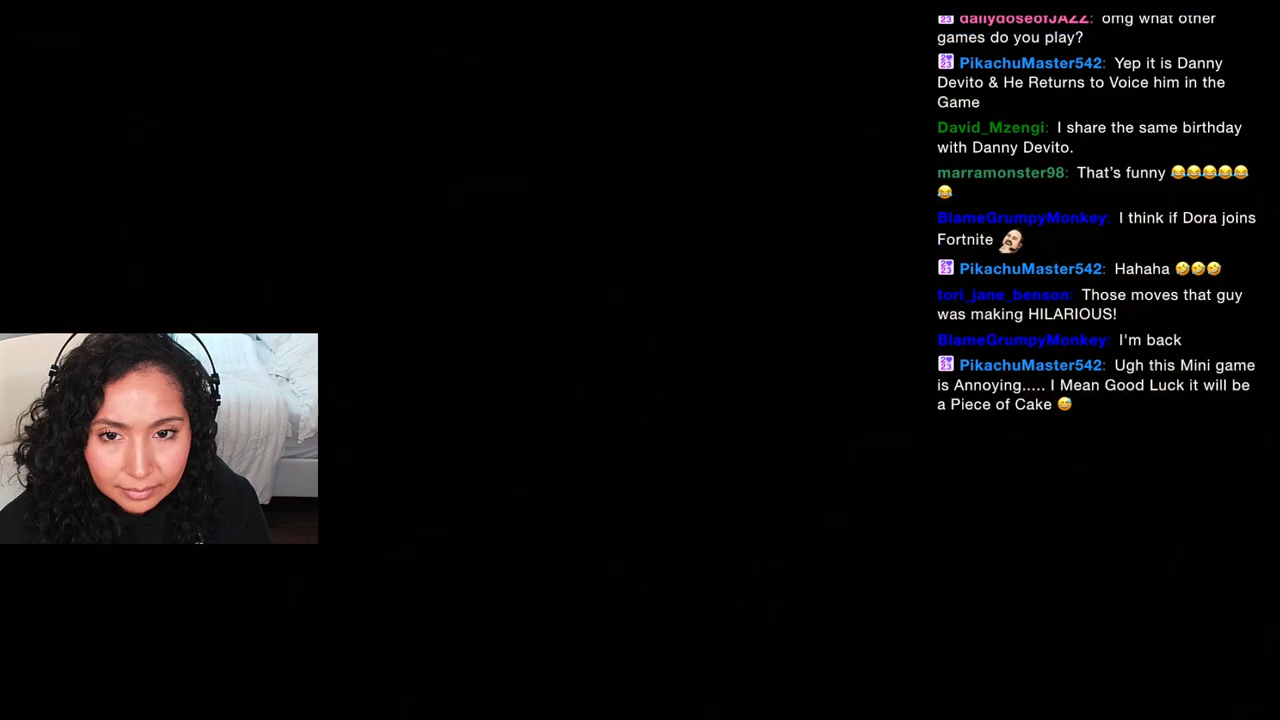 dailydoseofJAZZ: omg what other
games do you play?
PikachuMaster542: Yep it is Danny
Devito & He Returns to Voice him in the
Game
David_Mzengi: I share the same birthday
with Danny Devito.
marramonster98: That's funny 😂😂😂😂😂
😂
BlameGrumpyMonkey: I think if Dora joins
Fortnite
PikachuMaster542: Hahaha 🤣🤣🤣
tori_jane_benson: Those moves that guy
was making HILARIOUS!
BlameGrumpyMonkey: I'm back
PikachuMaster542: Ugh this Mini game
is Annoying..... I Mean Good Luck it will be
a Piece of Cake 😅